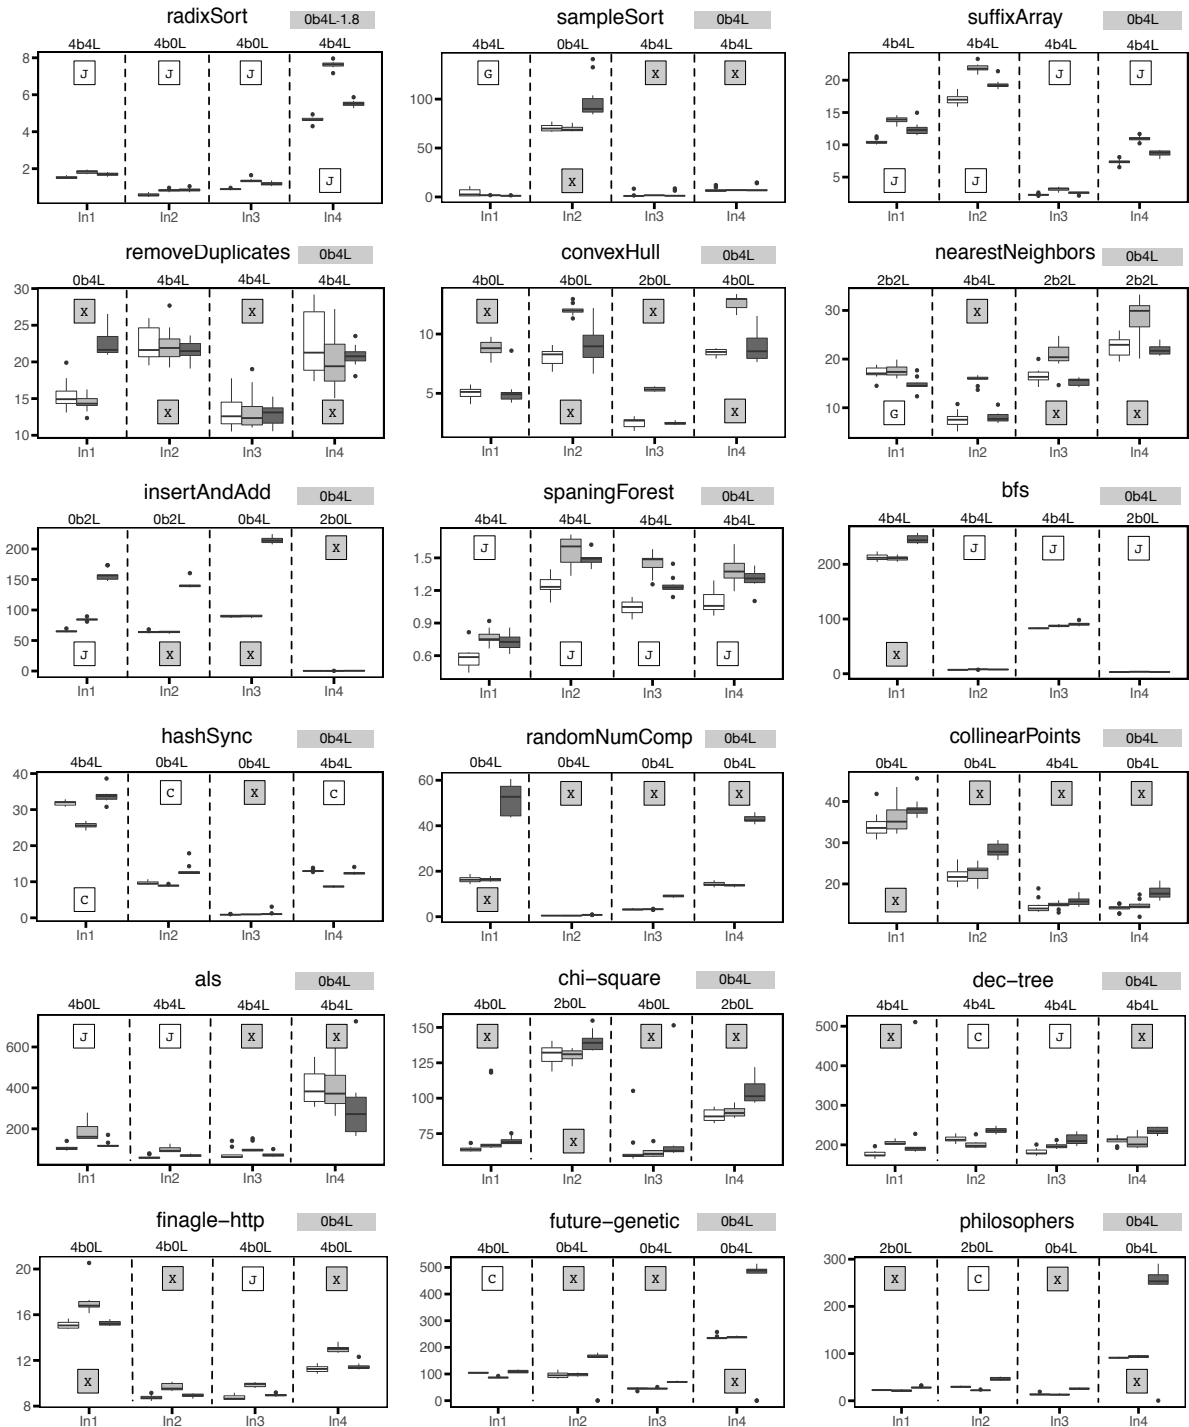 radixSort 0b4L-1.8
4b4L 4b0L 4b0L 4b4L
8
6
4
2
J J J J
In1 In2 In3 In4
sampleSort 0b4L
4b4L 0b4L 4b4L 4b4L
100
50
0
G X X X
In1 In2 In3 In4
suffixArray 0b4L
4b4L 4b4L 4b4L 4b4L
20
15
10
5
J J J J
In1 In2 In3 In4
removeDuplicates 0b4L
0b4L 4b4L 4b4L 4b4L
30
25
20
15
10
X X X X
In1 In2 In3 In4
convexHull 0b4L
4b0L 4b0L 2b0L 4b0L
10
5
X X X X
In1 In2 In3 In4
nearestNeighbors 0b4L
2b2L 4b4L 2b2L 2b2L
30
20
10
G X X X
In1 In2 In3 In4
insertAndAdd 0b4L
0b2L 0b2L 0b4L 2b0L
200
150
100
50
0
J X X X
In1 In2 In3 In4
spaningForest 0b4L
4b4L 4b4L 4b4L 4b4L
1.5
1.2
0.9
0.6
J J J J
In1 In2 In3 In4
bfs 0b4L
4b4L 4b4L 4b4L 2b0L
200
100
0
X J J J
In1 In2 In3 In4
hashSync 0b4L
4b4L 0b4L 0b4L 4b4L
40
30
20
10
0
C C X C
In1 In2 In3 In4
randomNumComp 0b4L
0b4L 0b4L 0b4L 0b4L
60
40
20
0
X X X X
In1 In2 In3 In4
collinearPoints 0b4L
0b4L 0b4L 4b4L 0b4L
40
30
20
X X X X
In1 In2 In3 In4
als 0b4L
4b0L 4b4L 4b4L 4b4L
600
400
200
J J X X
In1 In2 In3 In4
chi-square 0b4L
4b0L 2b0L 4b0L 2b0L
150
125
100
75
X X X X
In1 In2 In3 In4
dec-tree 0b4L
4b4L 4b4L 4b4L 4b4L
500
400
300
200
X C J X
In1 In2 In3 In4
finagle-http 0b4L
4b0L 4b0L 4b0L 4b0L
20
16
12
8
X X J X
In1 In2 In3 In4
future-genetic 0b4L
4b0L 0b4L 0b4L 0b4L
500
400
300
200
100
0
C X X X
In1 In2 In3 In4
philosophers 0b4L
2b0L 2b0L 0b4L 0b4L
300
200
100
0
X C X X
In1 In2 In3 In4